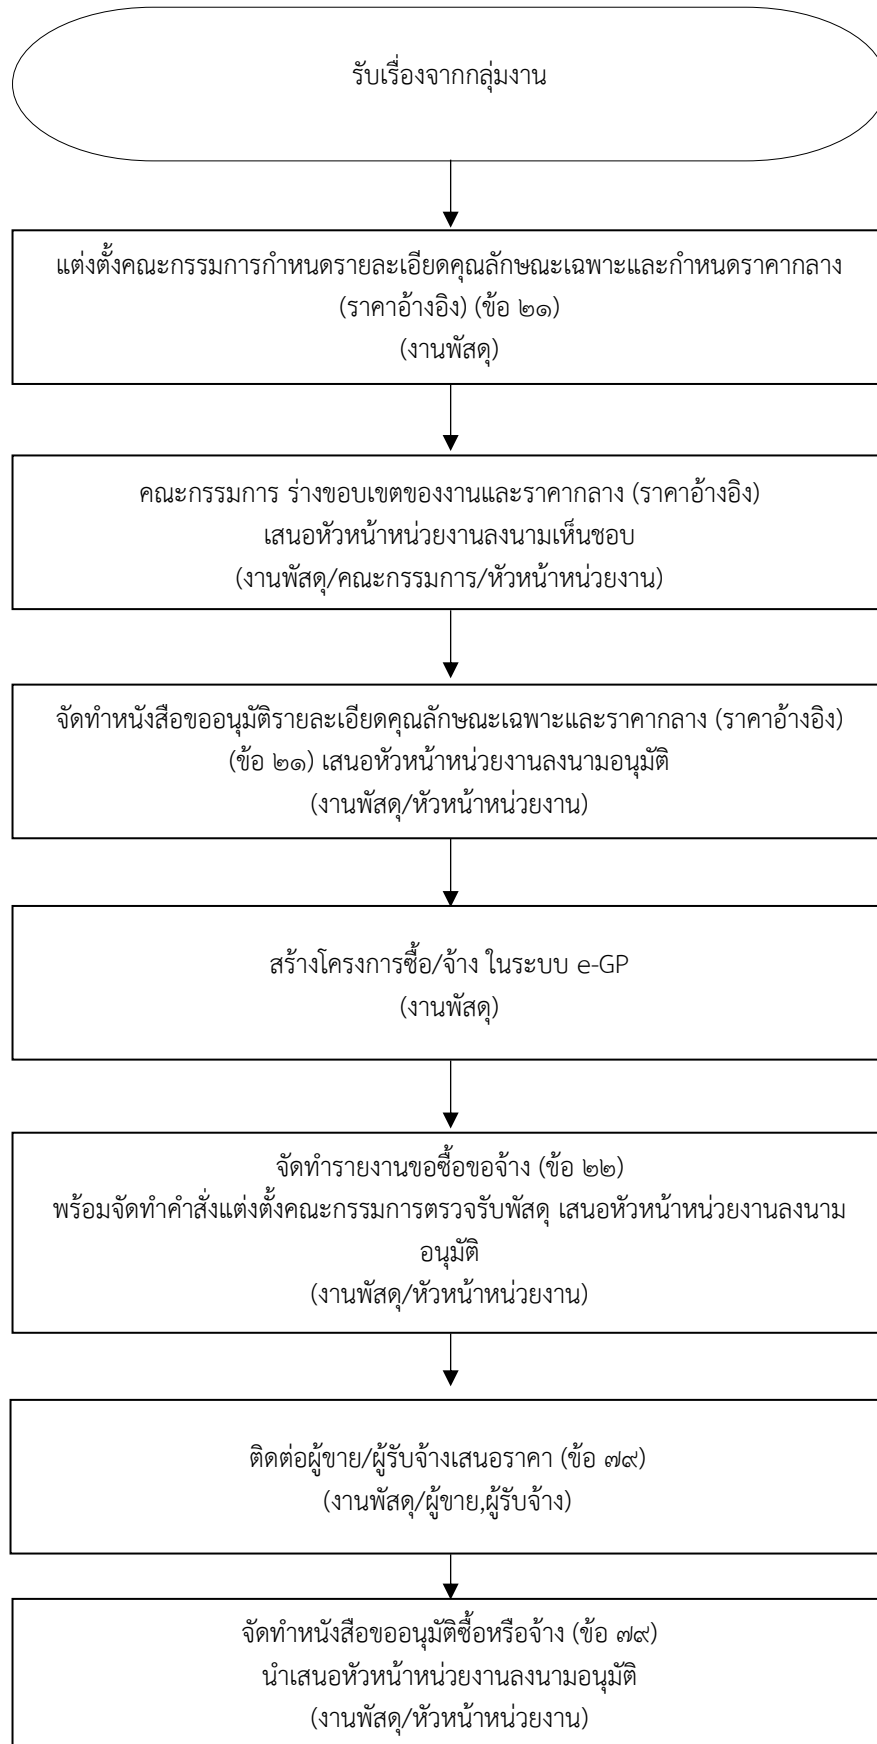 รับเรื่องจากกลุ่มงาน
แต่งตั้งคณะกรรมการกำหนดรายละเอียดคุณลักษณะเฉพาะและกำหนดราคากลาง
(ราคาอ้างอิง) (ข้อ ๒๑)
(งานพัสดุ)
คณะกรรมการ ร่างขอบเขตของงานและราคากลาง (ราคาอ้างอิง)
เสนอหัวหน้าหน่วยงานลงนามเห็นชอบ
(งานพัสดุ/คณะกรรมการ/หัวหน้าหน่วยงาน)
จัดทำหนังสือขออนุมัติรายละเอียดคุณลักษณะเฉพาะและราคากลาง (ราคาอ้างอิง)
(ข้อ ๒๑) เสนอหัวหน้าหน่วยงานลงนามอนุมัติ
(งานพัสดุ/หัวหน้าหน่วยงาน)
สร้างโครงการซื้อ/จ้าง ในระบบ e-GP
(งานพัสดุ)
จัดทำรายงานขอซื้อขอจ้าง (ข้อ ๒๒)
พร้อมจัดทำคำสั่งแต่งตั้งคณะกรรมการตรวจรับพัสดุ เสนอหัวหน้าหน่วยงานลงนาม
อนุมัติ
(งานพัสดุ/หัวหน้าหน่วยงาน)
ติดต่อผู้ขาย/ผู้รับจ้างเสนอราคา (ข้อ ๗๙)
(งานพัสดุ/ผู้ขาย,ผู้รับจ้าง)
จัดทำหนังสือขออนุมัติซื้อหรือจ้าง (ข้อ ๗๙)
นำเสนอหัวหน้าหน่วยงานลงนามอนุมัติ
(งานพัสดุ/หัวหน้าหน่วยงาน)